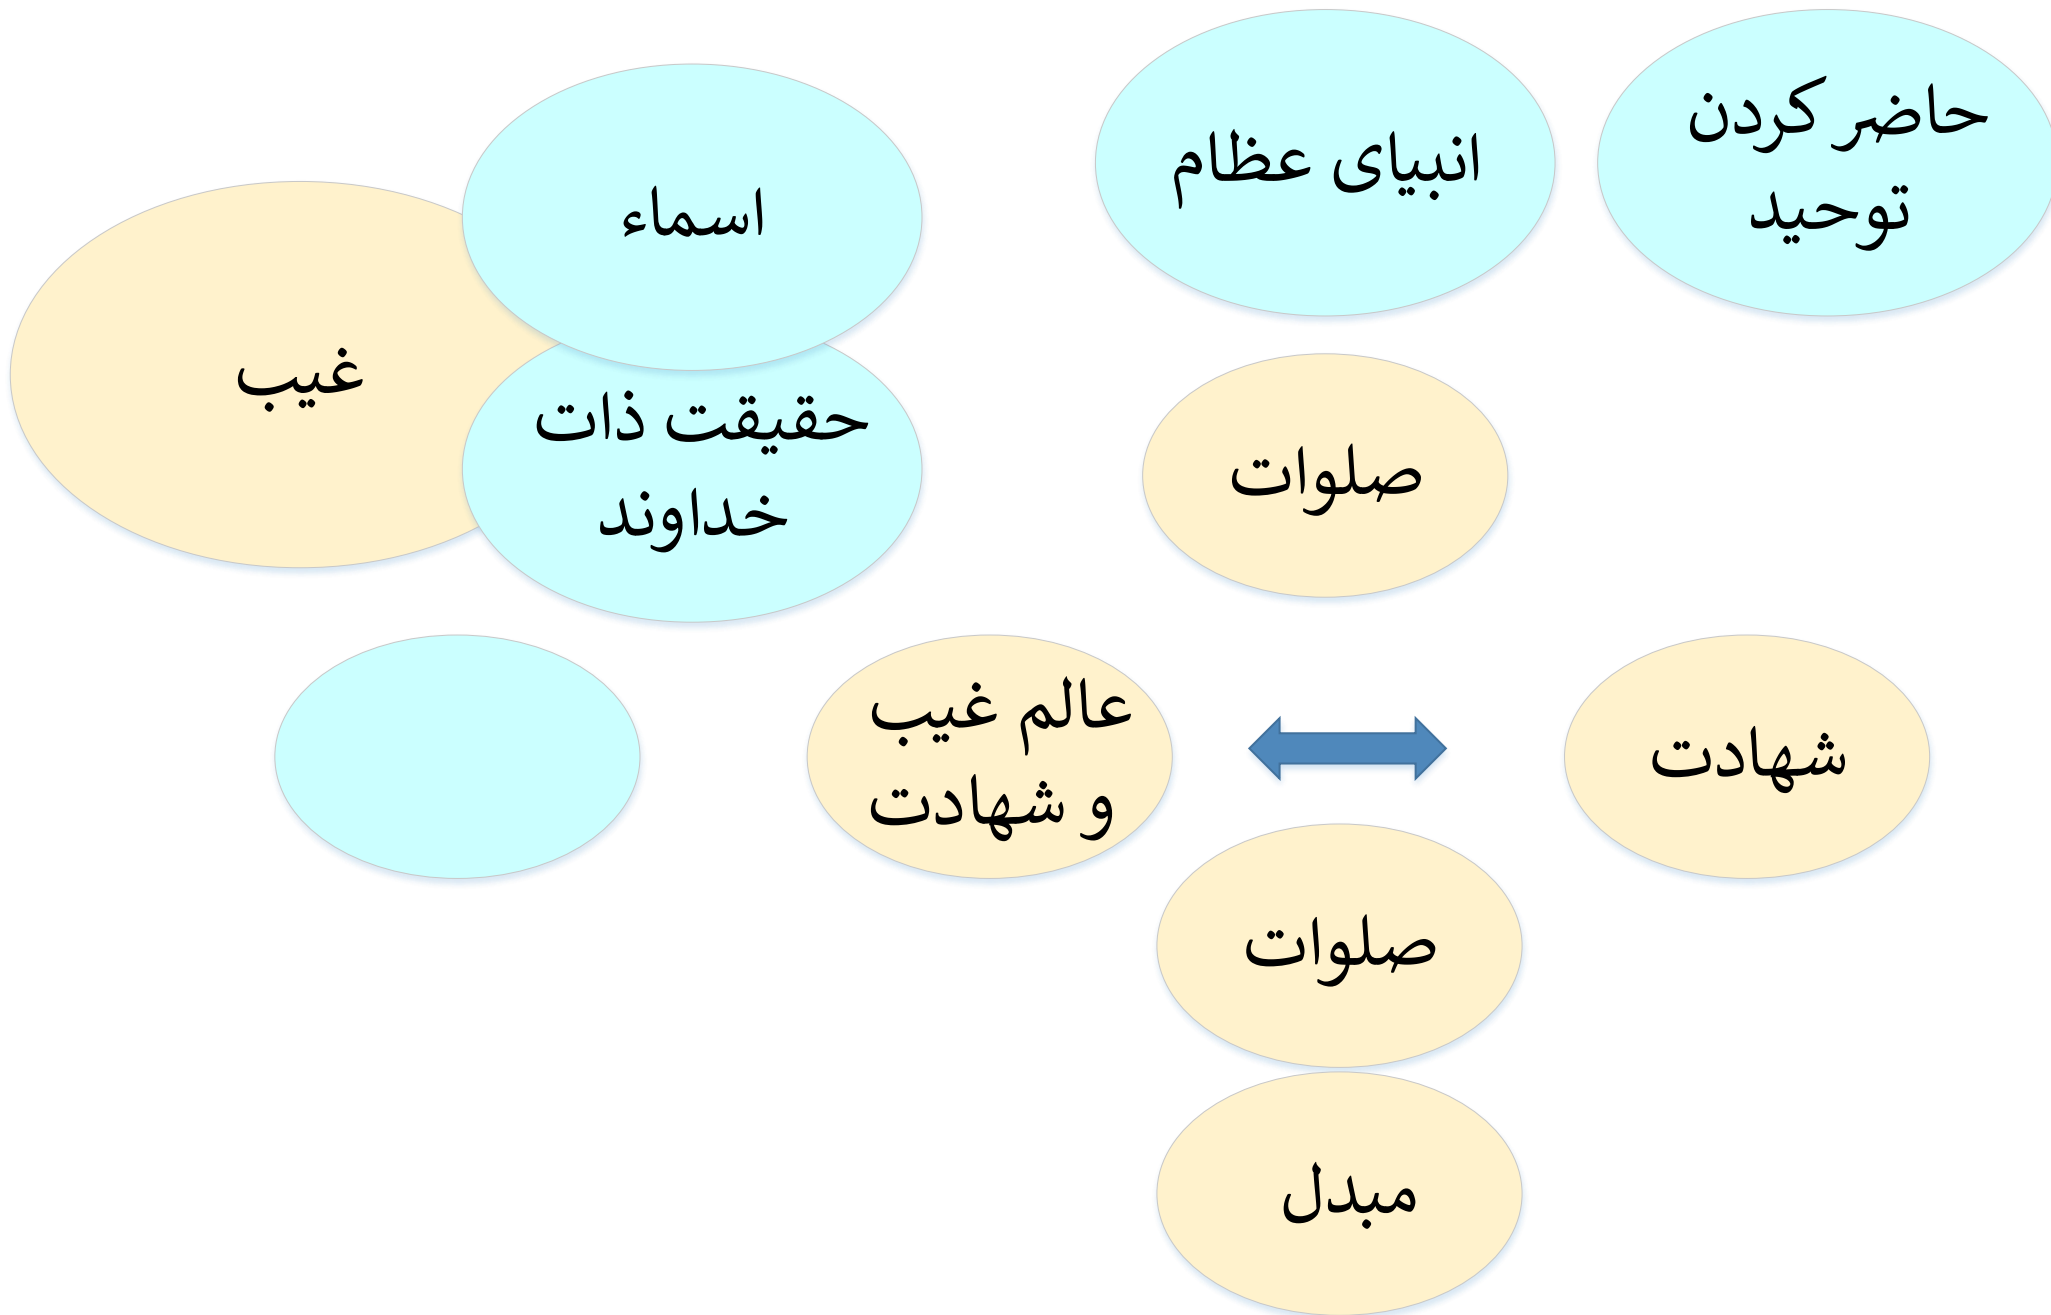 حاضر کردن
توحید
انبیای عظام
اسماء
غیب
حقیقت ذات
خداوند
صلوات
شهادت
عالم غیب
و شهادت
صلوات
مبدل